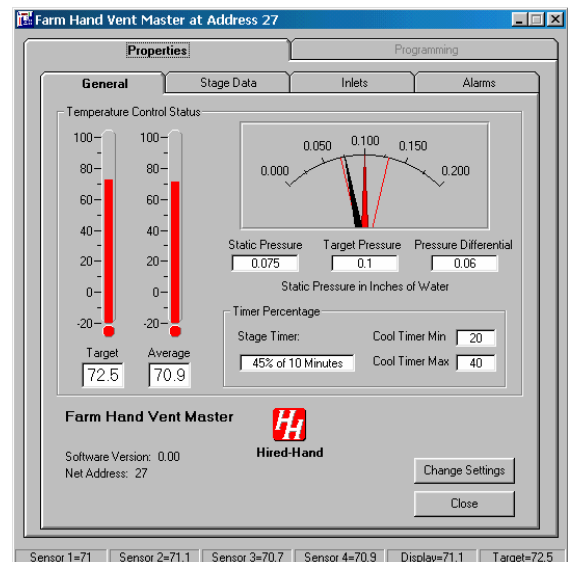 Farm Hand Vent Master at Address 27
Properties Programming
General Stage Data Inlets Alarms
Temperature Control Status
100 100
80 80
60 60
40 40
20 20
0 0
-20 -20
Target Average
72.5 70.9
0.000 0.050 0.100 0.150 0.200
Static Pressure Target Pressure Pressure Differential
0.075 0.1 0.06
Static Pressure in Inches of Water
Timer Percentage
Stage Timer: Cool Timer Min 20
45% of 10 Minutes Cool Timer Max 40
Farm Hand Vent Master
HH
Hired-Hand
Software Version: 0.00
Net Address: 27
Change Settings
Close
Sensor 1=71 Sensor 2=71.1 Sensor 3=70.7 Sensor 4=70.9 Display=71.1 Target=72.5